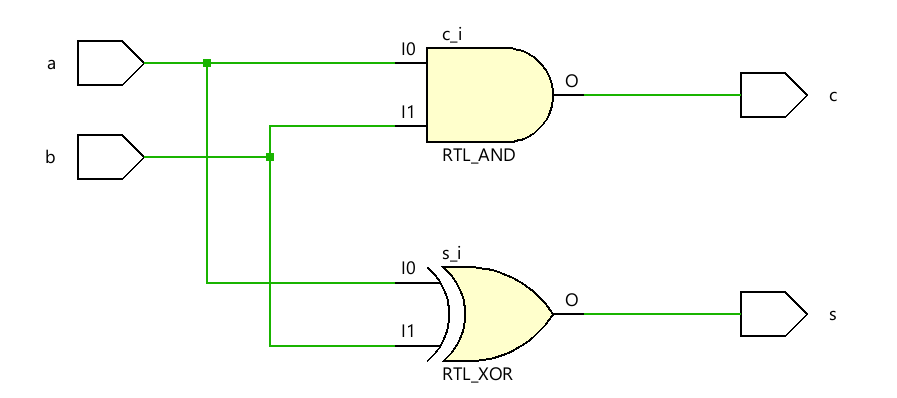 c_i
a
I0
O
c
I1
b
RTL_AND
s_i
I0
O
s
I1
RTL_XOR